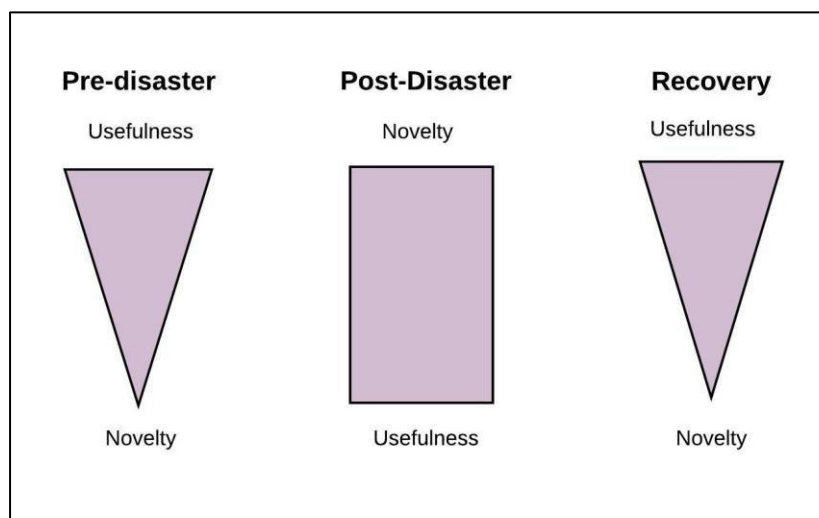 Pre-disaster
Usefulness
Novelty
Post-Disaster
Novelty
Usefulness
Recovery
Usefulness
Novelty